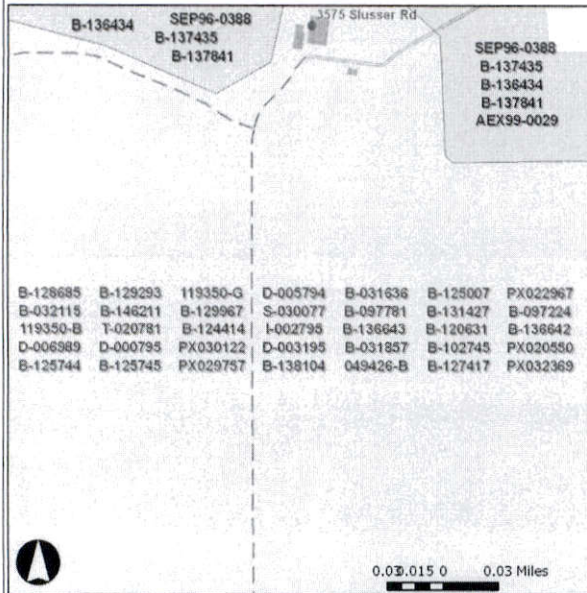 3575 Slusser Rd
B-136434 SEP96-0388
B-137435
B-137841
SEP96-0388
B-137435
B-136434
B-137841
AEX99-0029
B-128685 B-129293 119350-G D-005794 B-031636 B-125007 PX022967
B-032115 B-146211 B-129967 S-030077 B-097781 B-131427 B-097224
119350-B T-020781 B-124414 I-002795 B-136643 B-120631 B-136642
D-006989 D-000795 PX030122 D-003195 B-031857 B-102745 PX020550
B-125744 B-125745 PX029757 B-138104 049426-B B-127417 PX032369
0.03 0.015 0 0.03 Miles